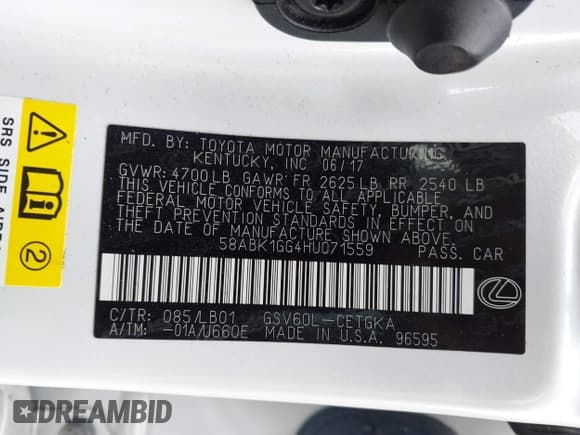 MFD. BY: TOYOTA MOTOR MANUFACTURING,
KENTUCKY, INC. 06/17
GVWR: 4700LB GAWR: FR 2625LB RR 2540 LB
THIS VEHICLE CONFORMS TO ALL APPLICABLE
FEDERAL MOTOR VEHICLE SAFETY, BUMPER, AND
THEFT PREVENTION STANDARDS IN EFFECT ON
THE DATE OF MANUFACTURE SHOWN ABOVE.
58ABK1GG4HU071559 PASS. CAR
C/TR: 085/LB01 GSV60L-CETGKA
A/TM: -01A/U660E MADE IN U.S.A. 96595
SRS SIDE
2
DREAMBID